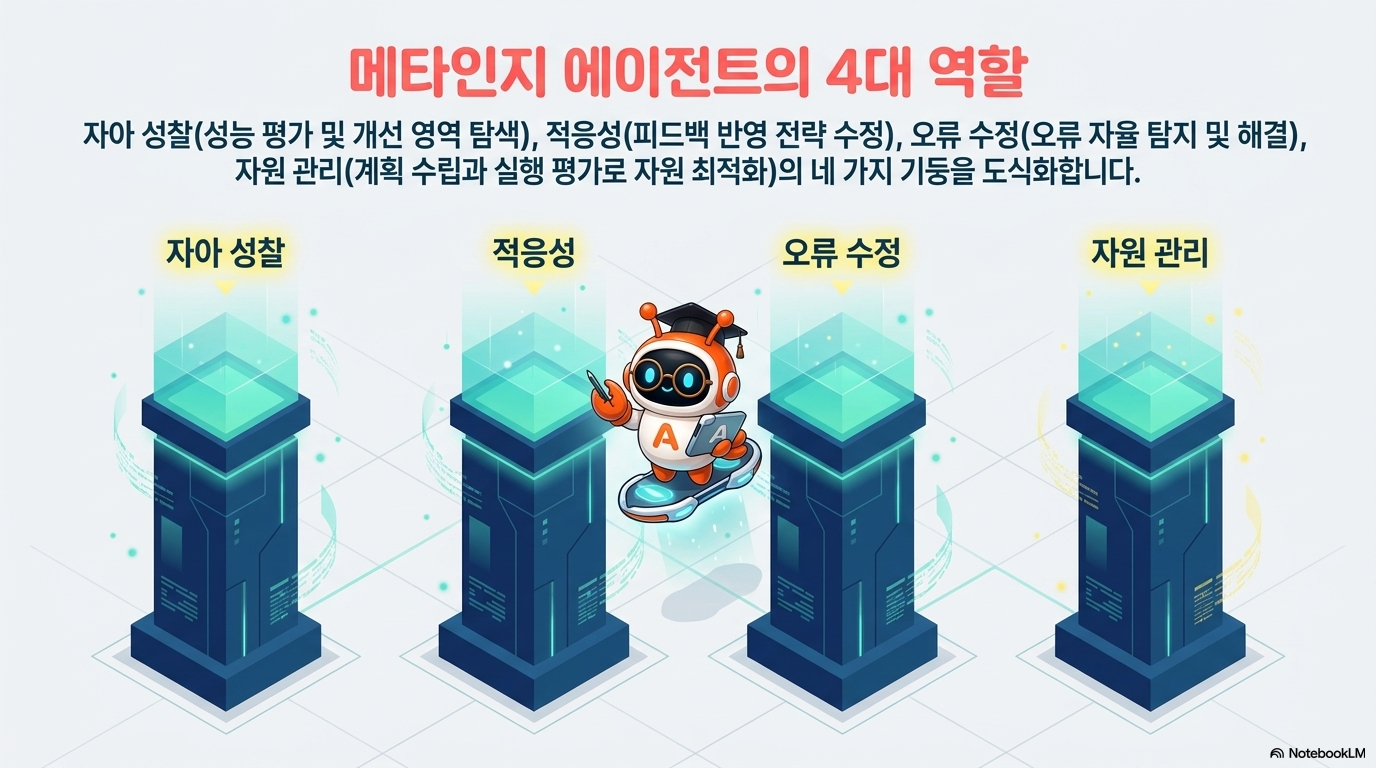 메타인지 에이전트의 4대 역할
자아 성찰(성능 평가 및 개선 영역 탐색), 적응성(피드백 반영 전략 수정), 오류 수정(오류 자율 탐지 및 해결),
자원 관리(계획 수립과 실행 평가로 자원 최적화)의 네 가지 기둥을 도식화합니다.
자아 성찰
적응성
오류 수정
자원 관리
A
A
NotebookLM